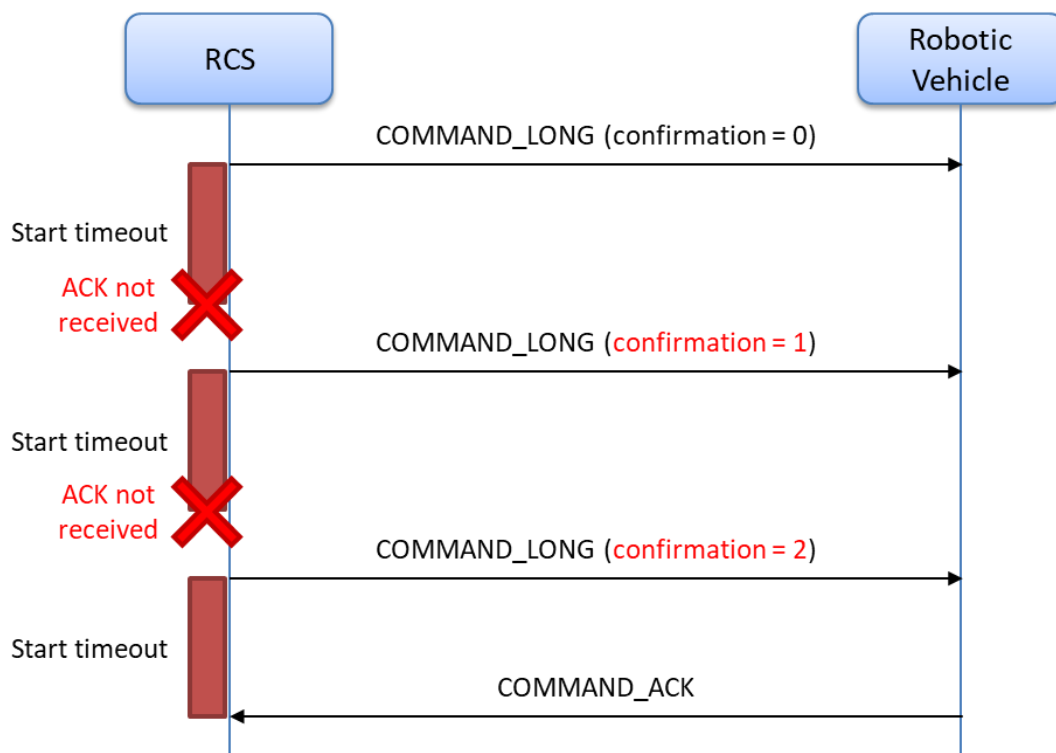 RCS
Robotic
Vehicle
COMMAND_LONG (confirmation = 0)
Start timeout
ACK not
received
COMMAND_LONG (confirmation = 1)
Start timeout
ACK not
received
COMMAND_LONG (confirmation = 2)
Start timeout
COMMAND_ACK